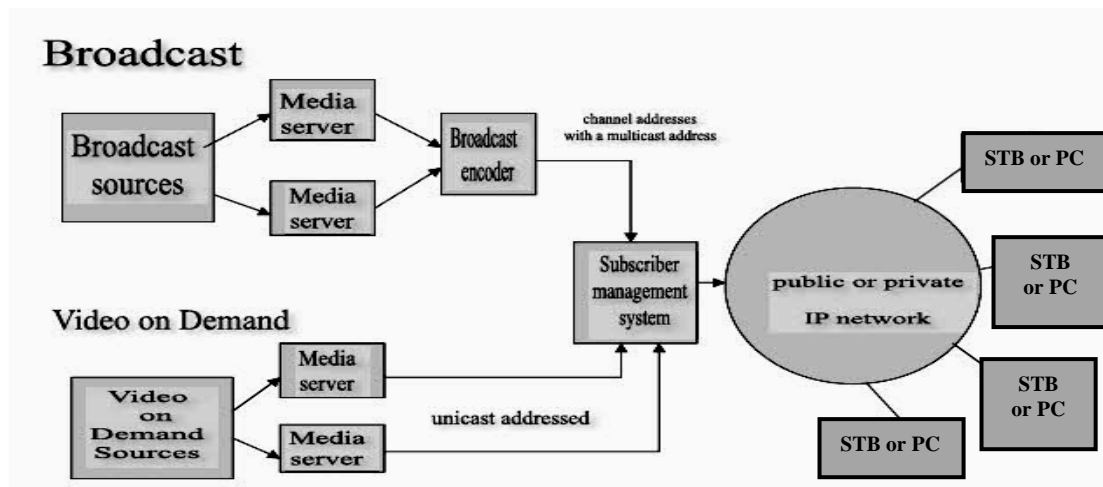 Broadcast
Broadcast
sources
Media
server
Media
server
Broadcast
encoder
channel addresses
with a multicast address
Subscriber
management
system
public or private
IP network
STB or PC
STB
or PC
STB
or PC
STB or PC
Video on Demand
Video
on
Demand
Sources
Media
server
Media
server
unicast addressed